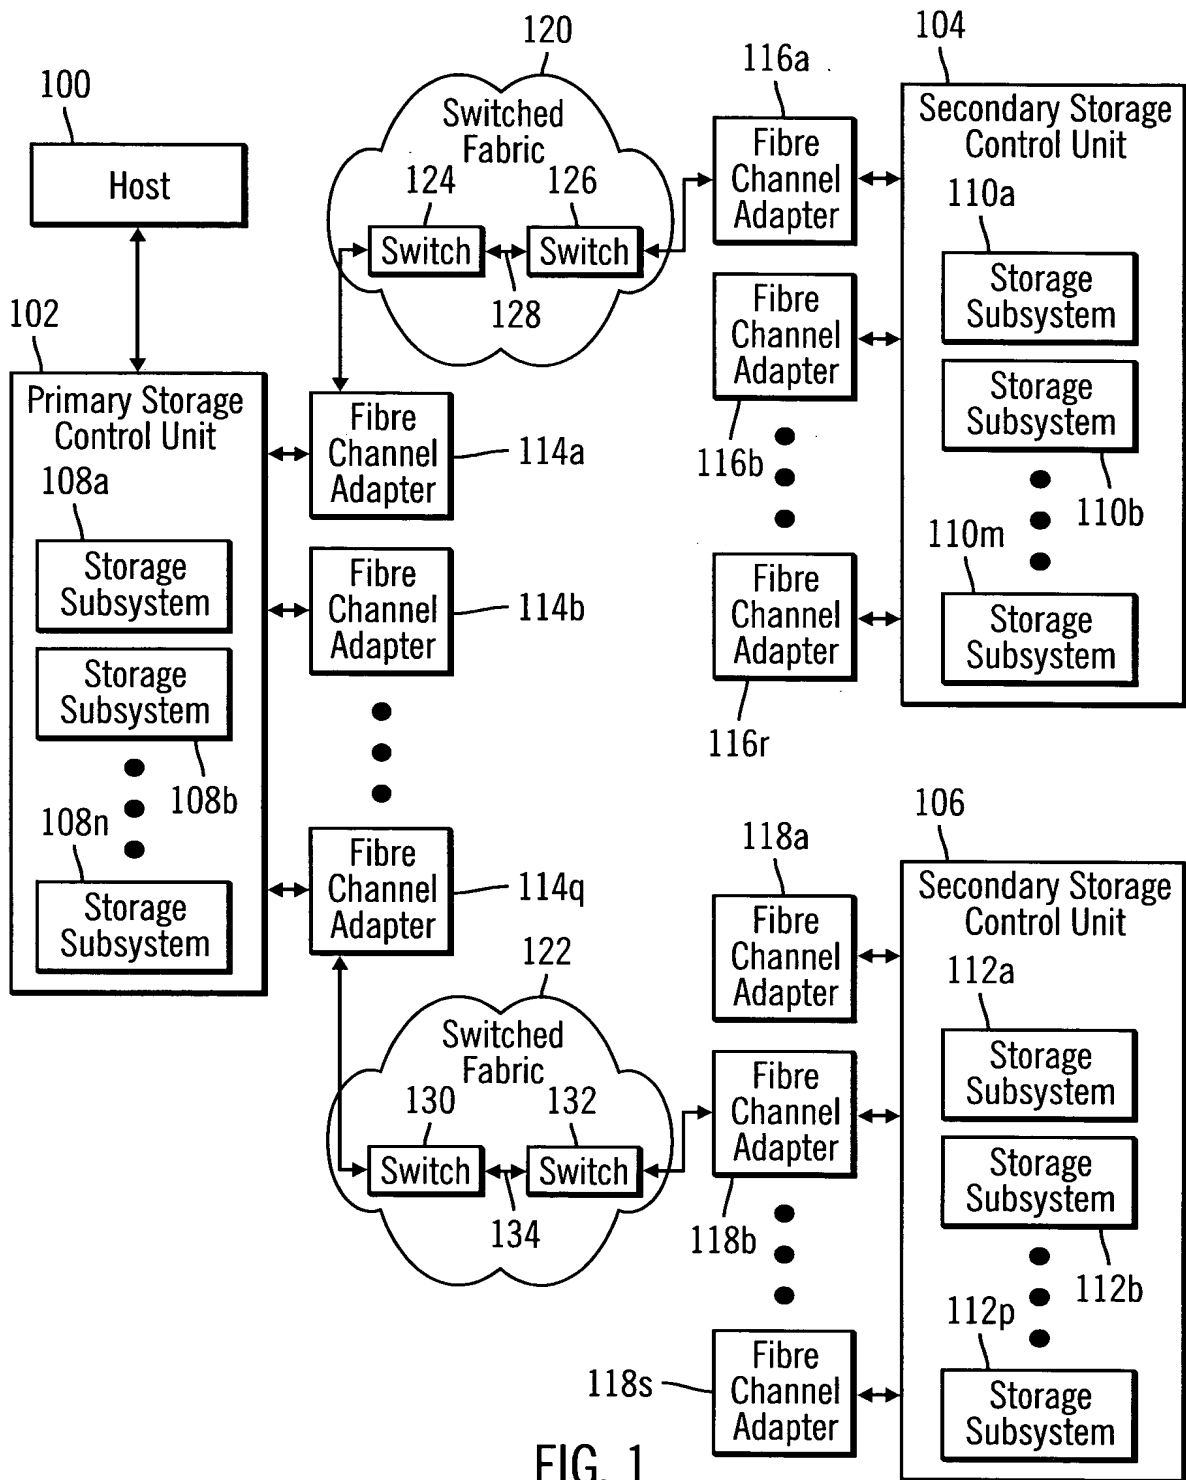 120
104
116a
100
Switched
Fabric
Fibre
Channel
Adapter
Secondary Storage
Control Unit
Host
124
126
110a
Switch
Switch
Storage
Subsystem
128
102
Fibre
Channel
Adapter
Storage
Subsystem
Primary Storage
Control Unit
Fibre
Channel
Adapter
114a
116b
110b
108a
110m
Storage
Subsystem
Fibre
Channel
Adapter
114b
Fibre
Channel
Adapter
Storage
Subsystem
Storage
Subsystem
116r
108b
108n
118a
106
Fibre
Channel
Adapter
114q
Secondary Storage
Control Unit
Storage
Subsystem
Fibre
Channel
Adapter
122
112a
Switched
Fabric
Storage
Subsystem
130
132
Fibre
Channel
Adapter
Switch
Switch
Storage
Subsystem
134
118b
112b
112p
118s
Fibre
Channel
Adapter
Storage
Subsystem
FIG. 1